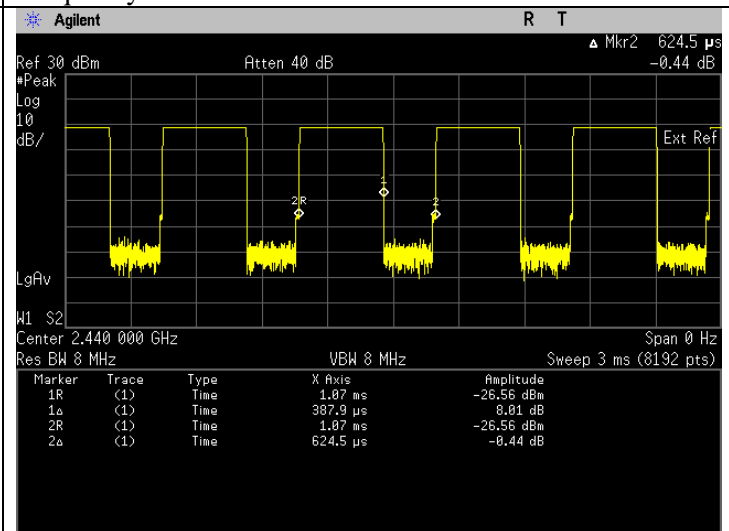 Agilent R T
Δ Mkr2 624.5 µs
Ref 30 dBm Atten 40 dB -0.44 dB
#Peak
Log
10
dB/
Ext Ref
1
2R
2
LgAv
W1 S2
Center 2.440 000 GHz Span 0 Hz
Res BW 8 MHz VBW 8 MHz Sweep 3 ms (8192 pts)
Marker Trace Type X Axis Amplitude
1R (1) Time 1.07 ms -26.56 dBm
1Δ (1) Time 387.9 µs 8.01 dB
2R (1) Time 1.07 ms -26.56 dBm
2Δ (1) Time 624.5 µs -0.44 dB